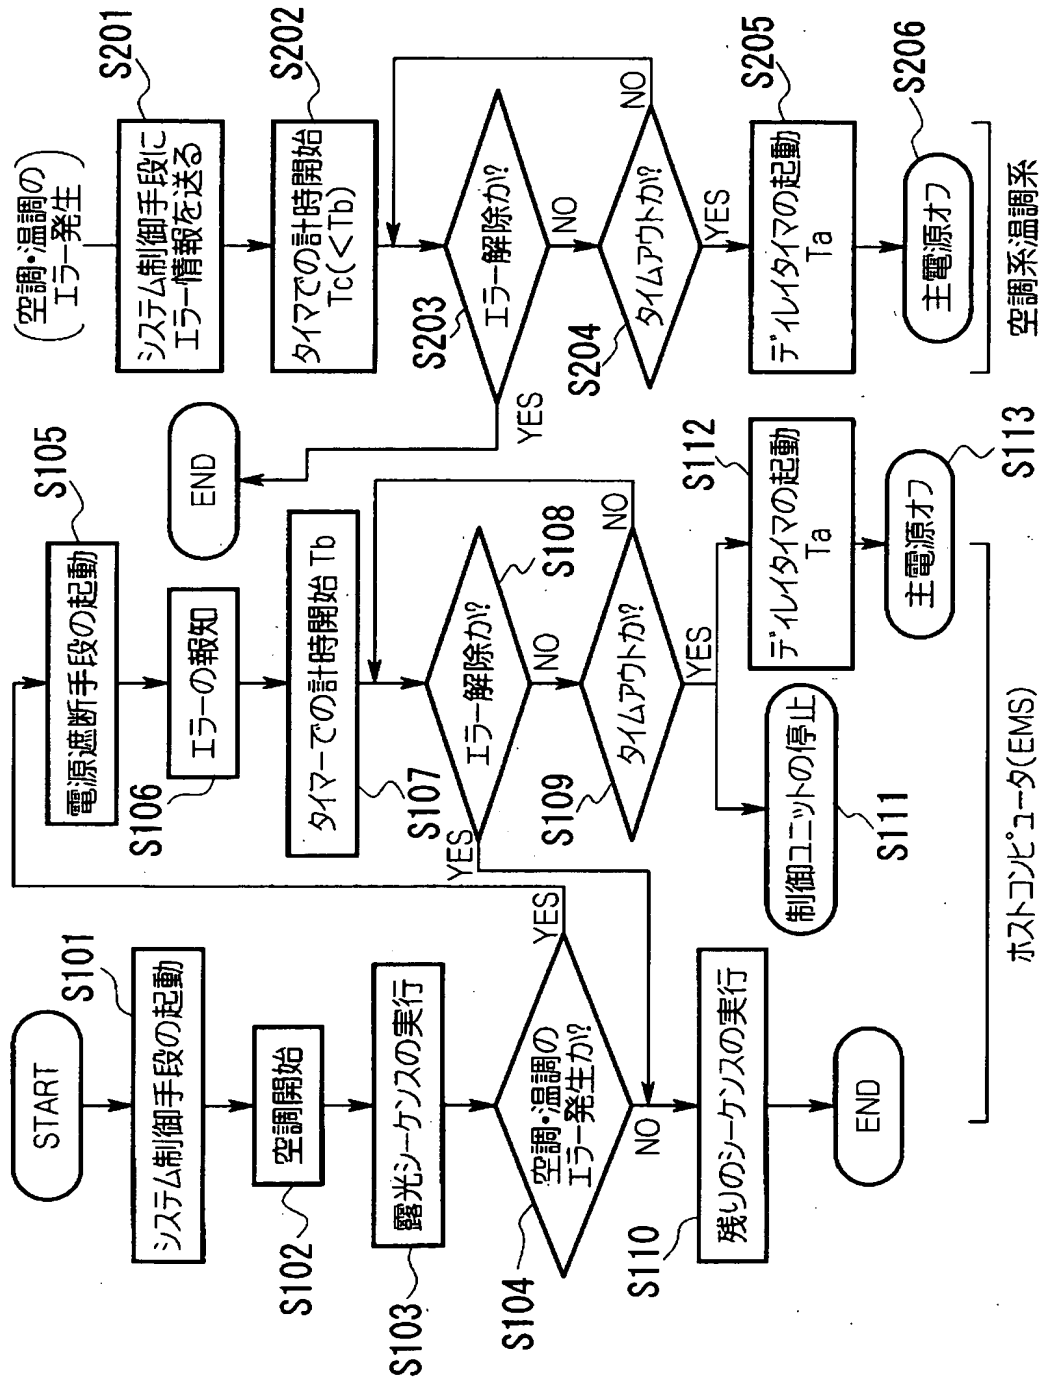 START
S101
システム制御手段の起動
S102
空調開始
S103
露光シーケンスの実行
S104
空調・温調の
エラー発生か?
YES
NO
S110
残りのシーケンスの実行
END
S105
電源遮断手段の起動
S106
エラーの報知
S107
タイマーでの計時開始 Tb
S108
エラー解除か?
YES
NO
S109
タイムアウトか?
NO
YES
S111
制御ユニットの停止
S112
ディレイタイマの起動
Ta
S113
主電源オフ
ホストコンピュータ(EMS)
(空調・温調の
エラー発生)
S201
システム制御手段に
エラー情報を送る
S202
タイマでの計時開始
Tc(<Tb)
S203
エラー解除か?
YES
END
NO
S204
タイムアウトか?
NO
YES
S205
ディレイタイマの起動
Ta
S206
主電源オフ
空調系温調系